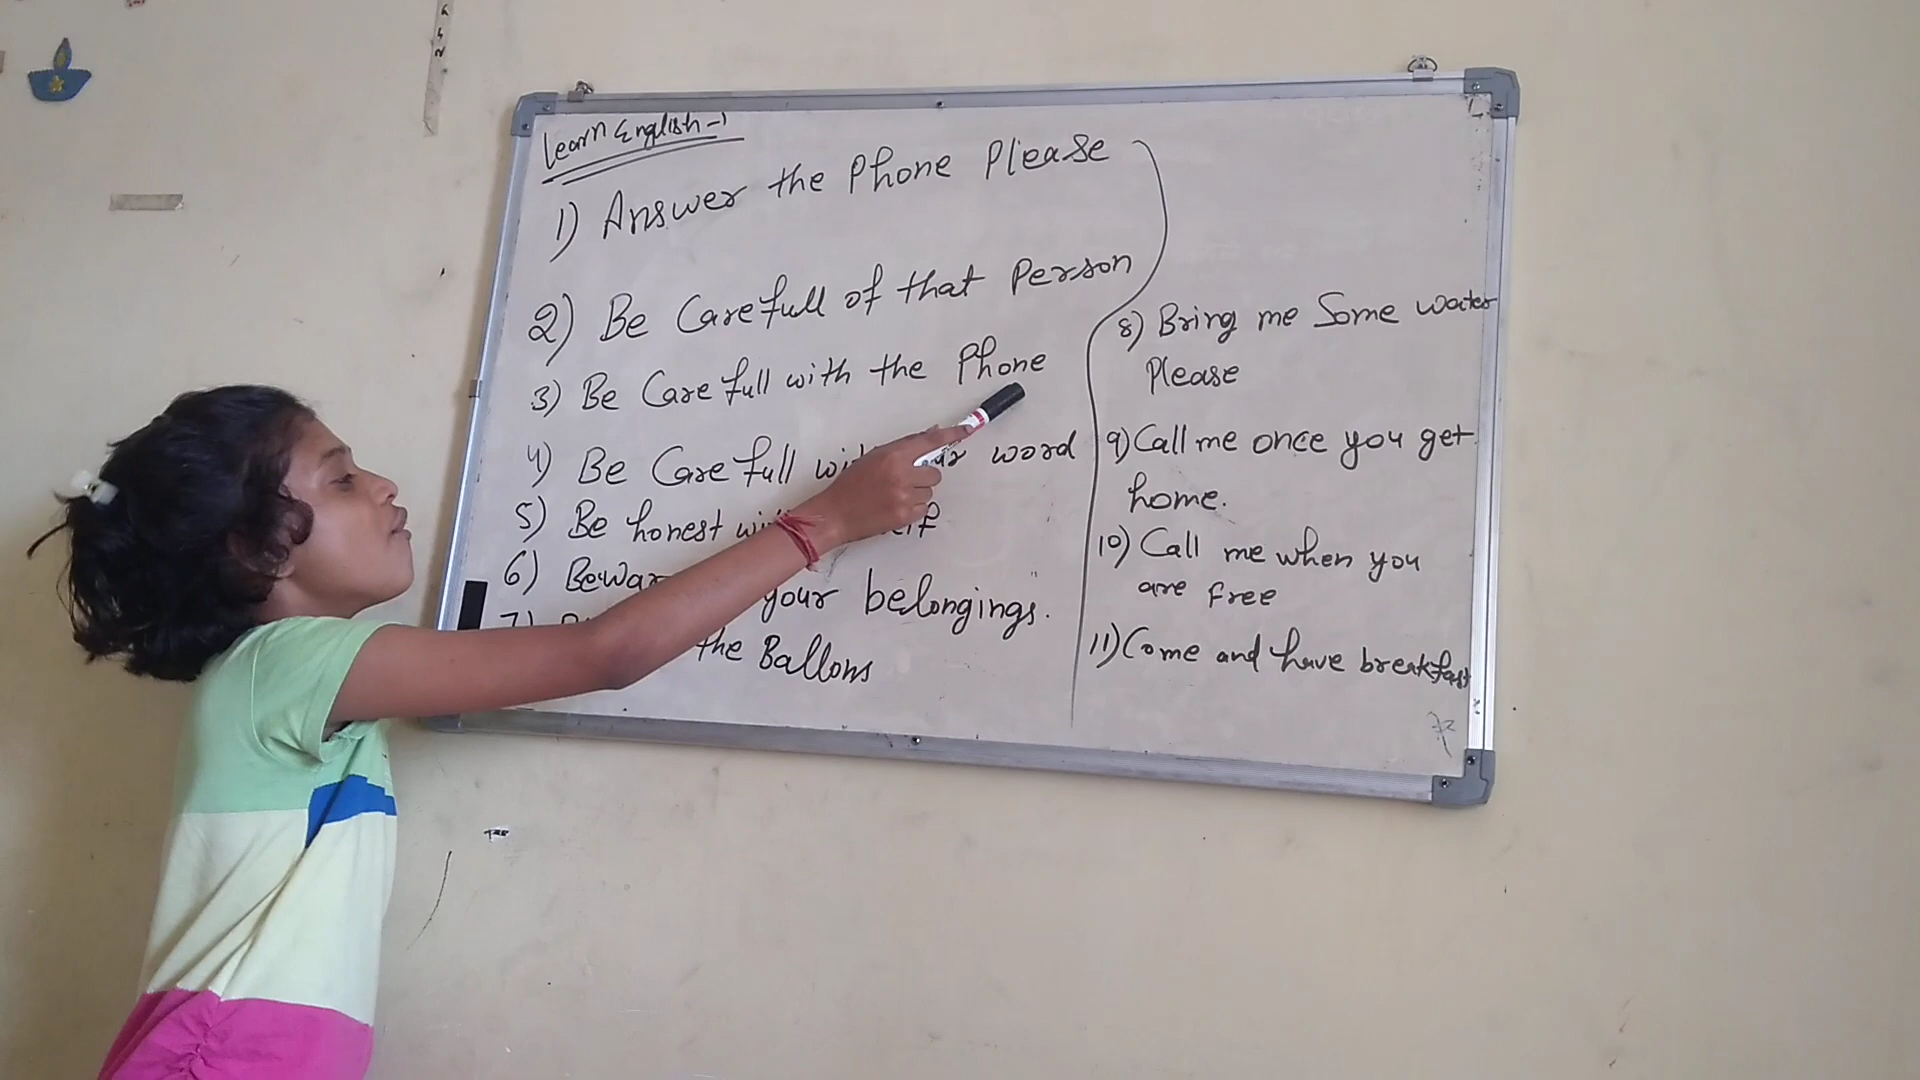 Learn English-1
1) Answer the Phone Please
2) Be Carefull of that Person
3) Be Carefull with the Phone
4) Be Carefull word
5) Be honest
6) your belongings.
7) the Ballons
8) Bring me Some water
Please
9) Call me once you get
home.
10) Call me when you
are free
11) Come and have breakfast